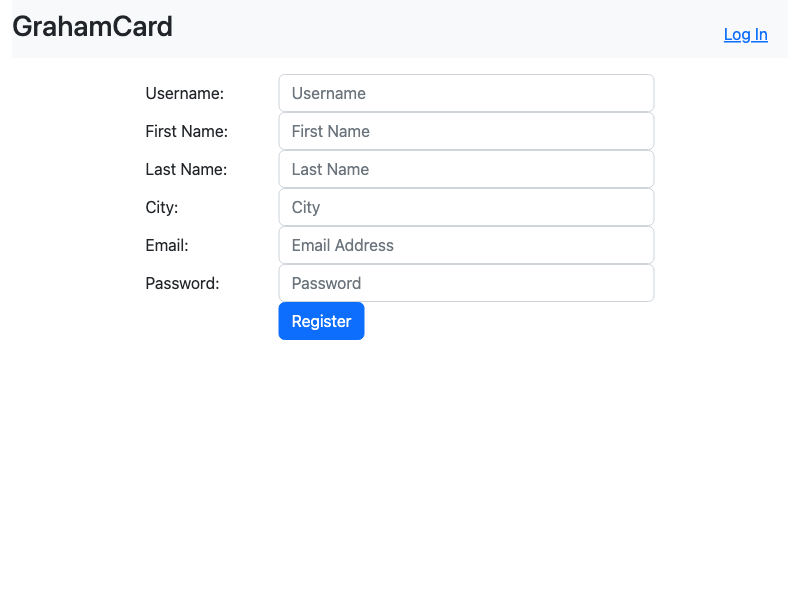 GrahamCard
Log In
Username: Username
First Name: First Name
Last Name: Last Name
City: City
Email: Email Address
Password: Password
Register